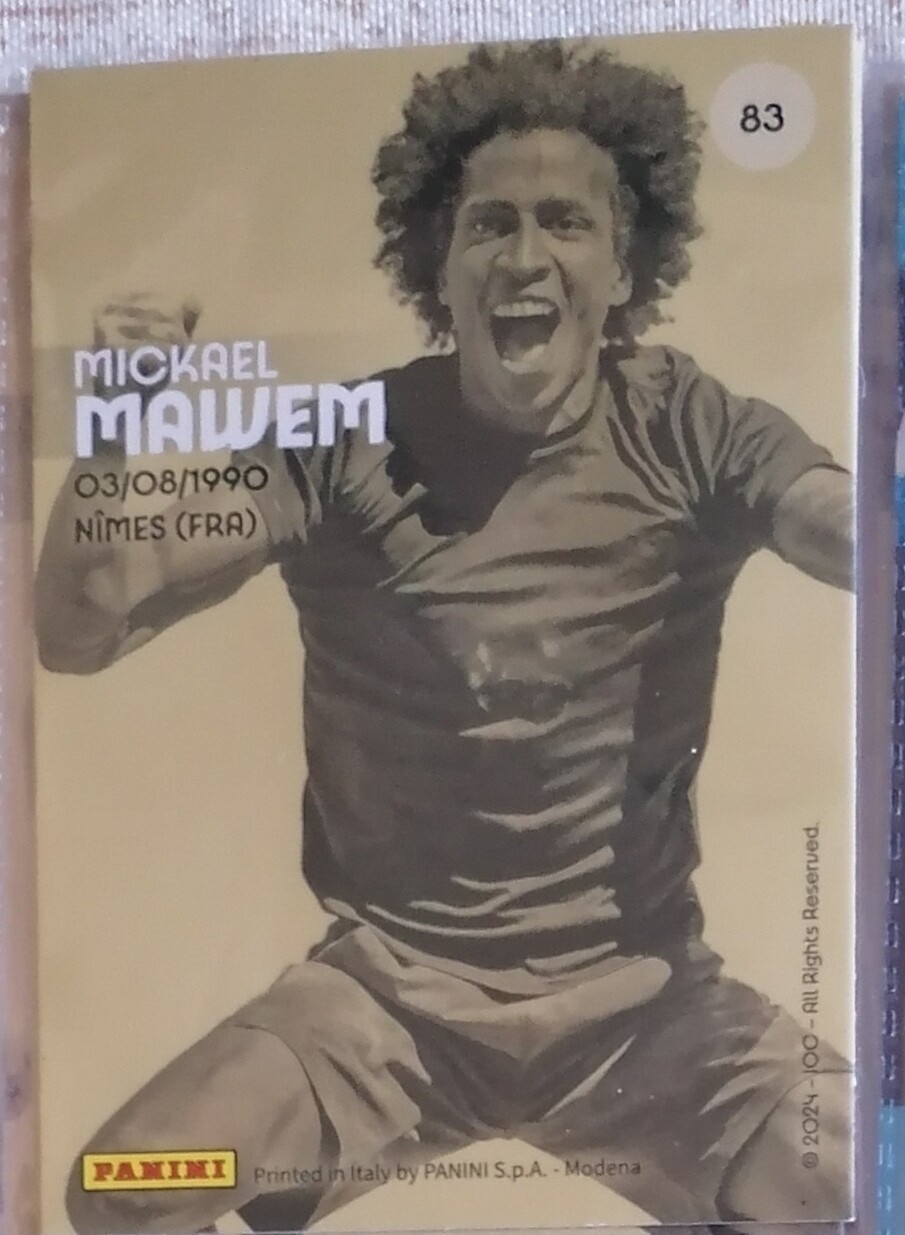 83
MICKAEL
MAWEM
03/08/1990
NÎMES (FRA)
© 2024 - IOC - All Rights Reserved.
PANINI
Printed in Italy by PANINI S.p.A. - Modena